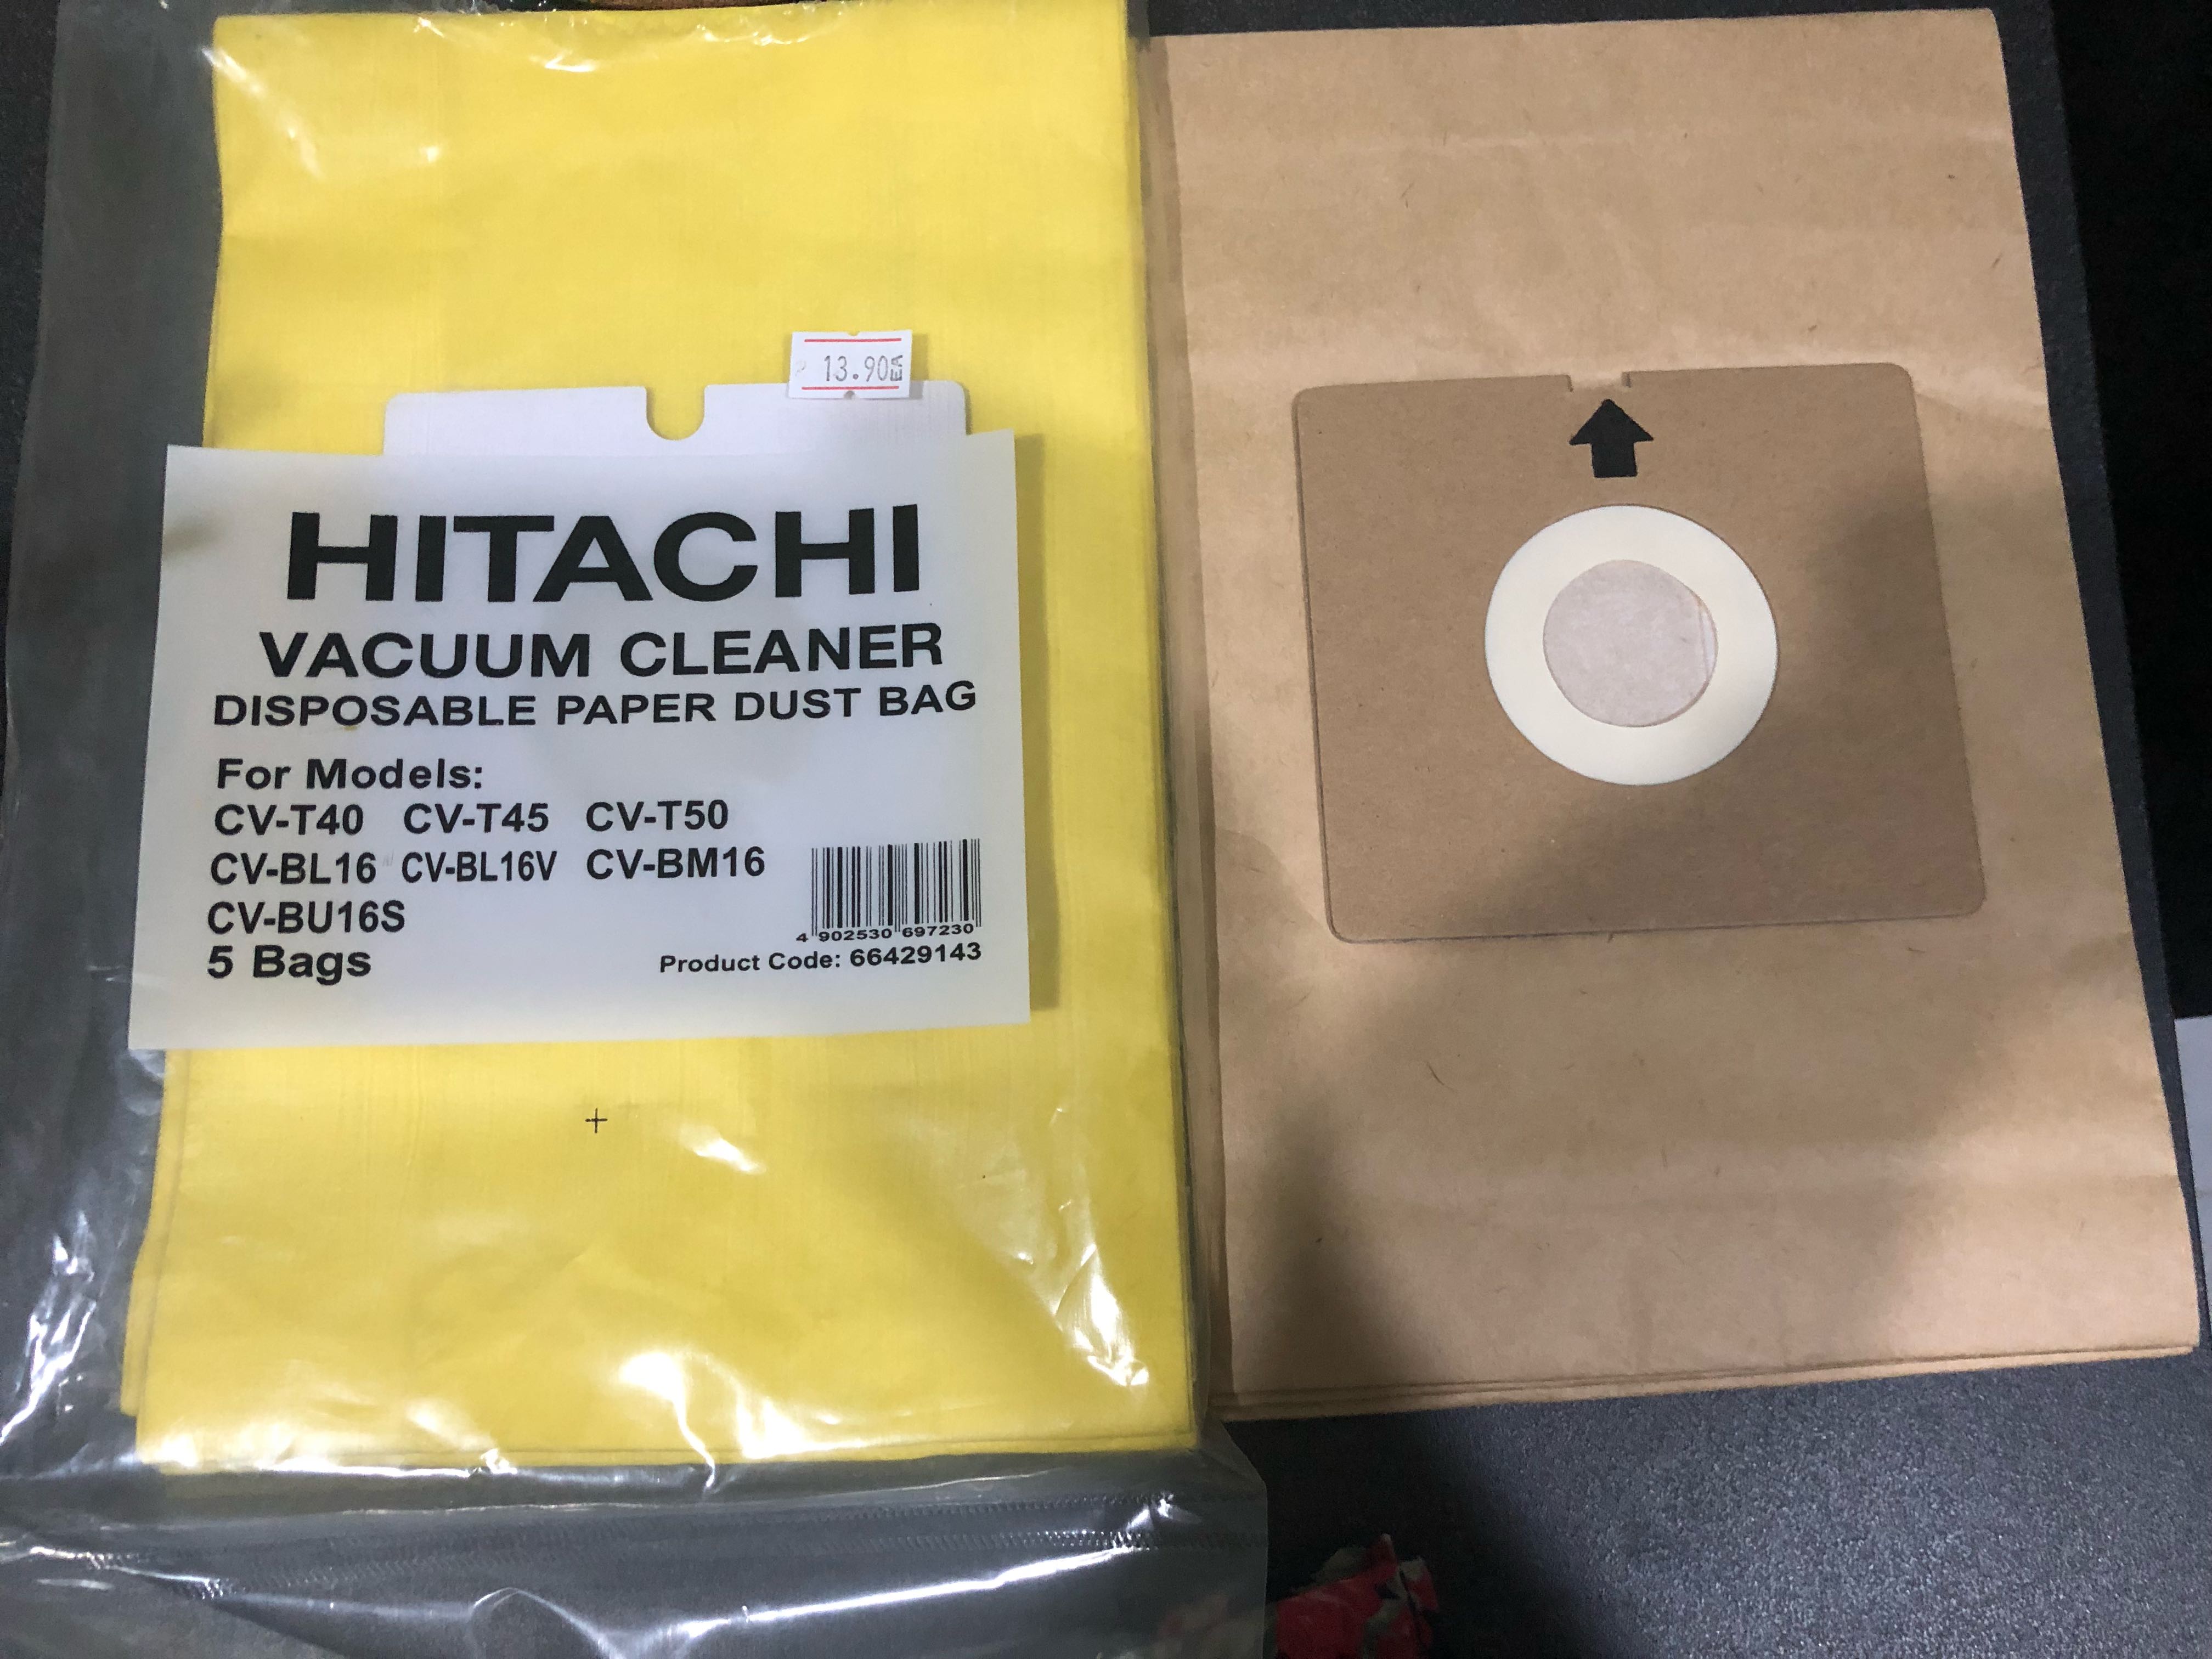 13.90EA
HITACHI
VACUUM CLEANER
DISPOSABLE PAPER DUST BAG
For Models:
CV-T40 CV-T45 CV-T50
CV-BL16 CV-BL16V CV-BM16
CV-BU16S
5 Bags
4 902530 697230
Product Code: 66429143